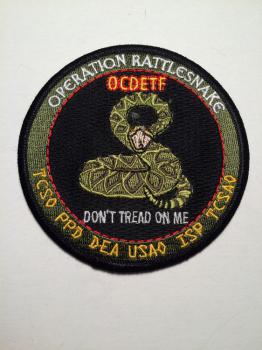 OPERATION RATTLESNAKE
OCDETF
DON'T TREAD ON ME
TCSO PPD DEA USAO ISP TCSAO